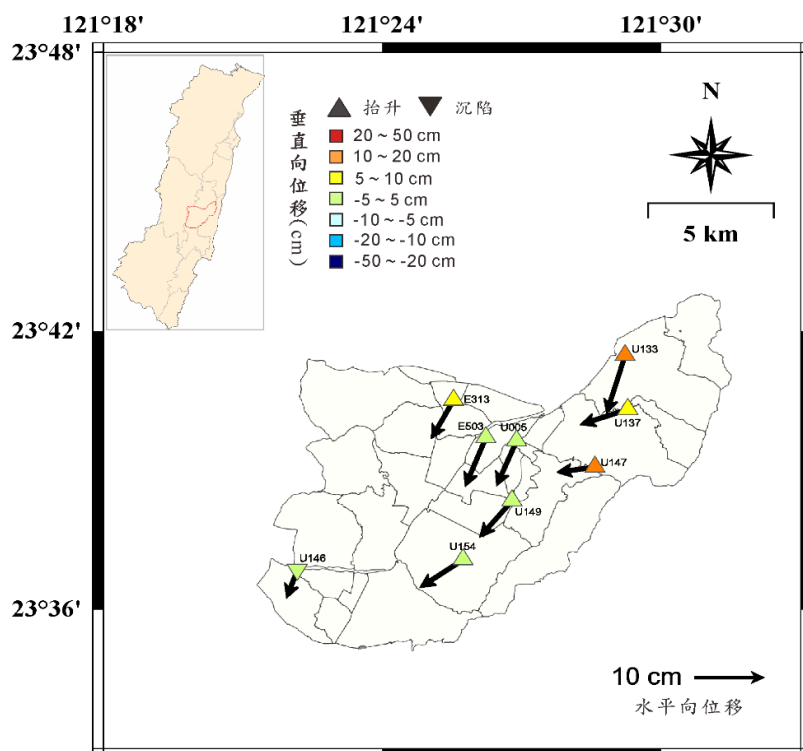 121°18' 121°24' 121°30'
23°48'
垂直向位移(cm)
抬升 沉陷
20 ~ 50 cm
10 ~ 20 cm
5 ~ 10 cm
-5 ~ 5 cm
-10 ~ -5 cm
-20 ~ -10 cm
-50 ~ -20 cm
N
5 km
23°42'
U133
E313
U137
E503 U006
U147
U149
U154
U146
23°36'
10 cm
水平向位移